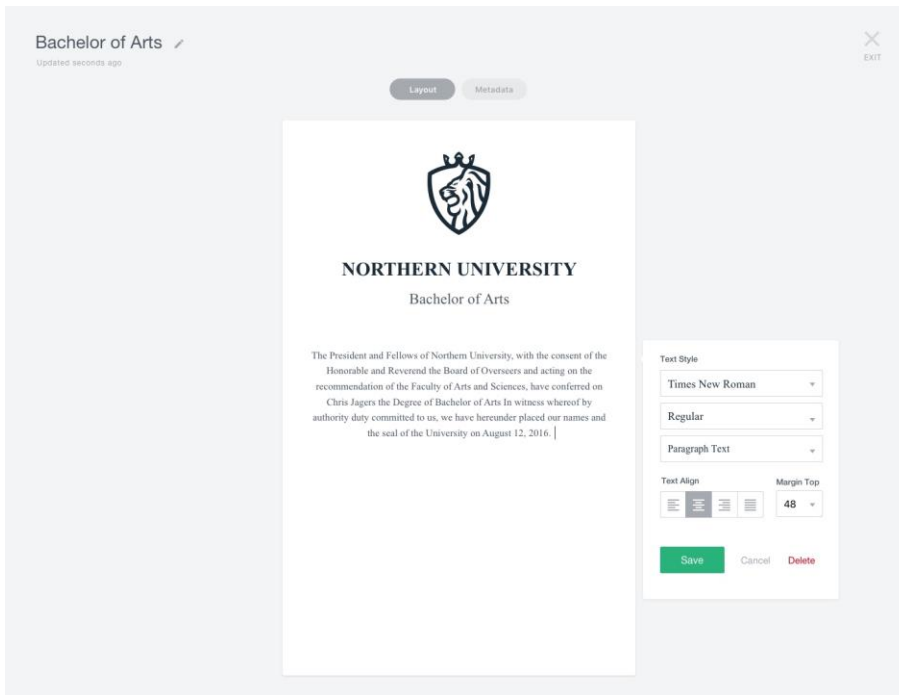 Bachelor of Arts
Updated seconds ago
EXIT
Layout
Metadata
NORTHERN UNIVERSITY
Bachelor of Arts
The President and Fellows of Northern University, with the consent of the
Honorable and Reverend the Board of Overseers and acting on the
recommendation of the Faculty of Arts and Sciences, have conferred on
Chris Jagers the Degree of Bachelor of Arts In witness whereof by
authority duty committed to us, we have hereunder placed our names and
the seal of the University on August 12, 2016.
Text Style
Times New Roman
Regular
Paragraph Text
Text Align
Margin Top
48
Save
Cancel
Delete